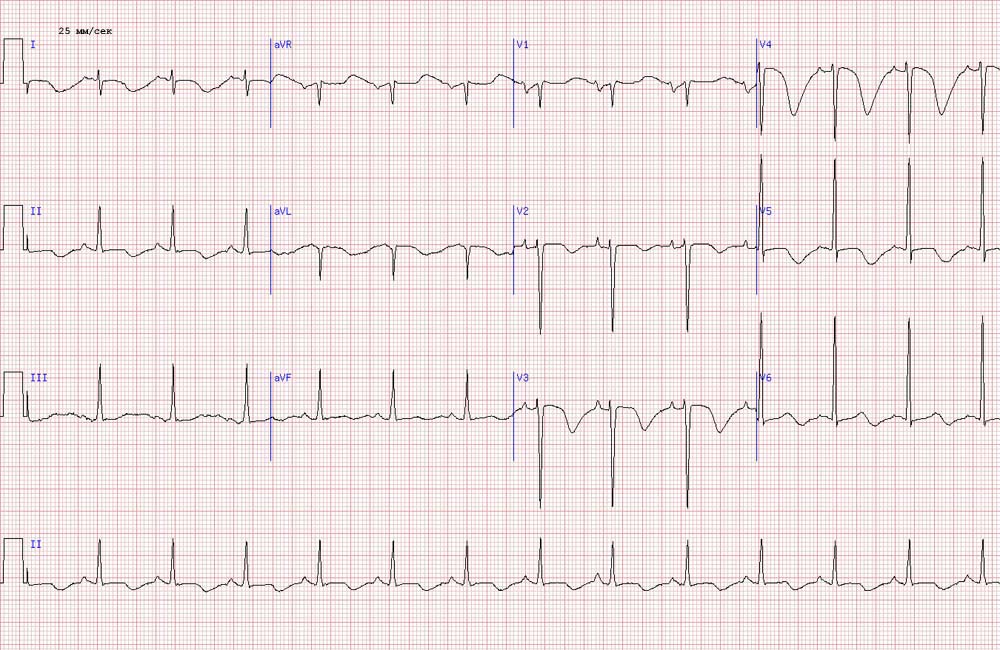 25 мм/сек
I aVR V1 V4
II aVL V2 V5
III aVF V3 V6
II